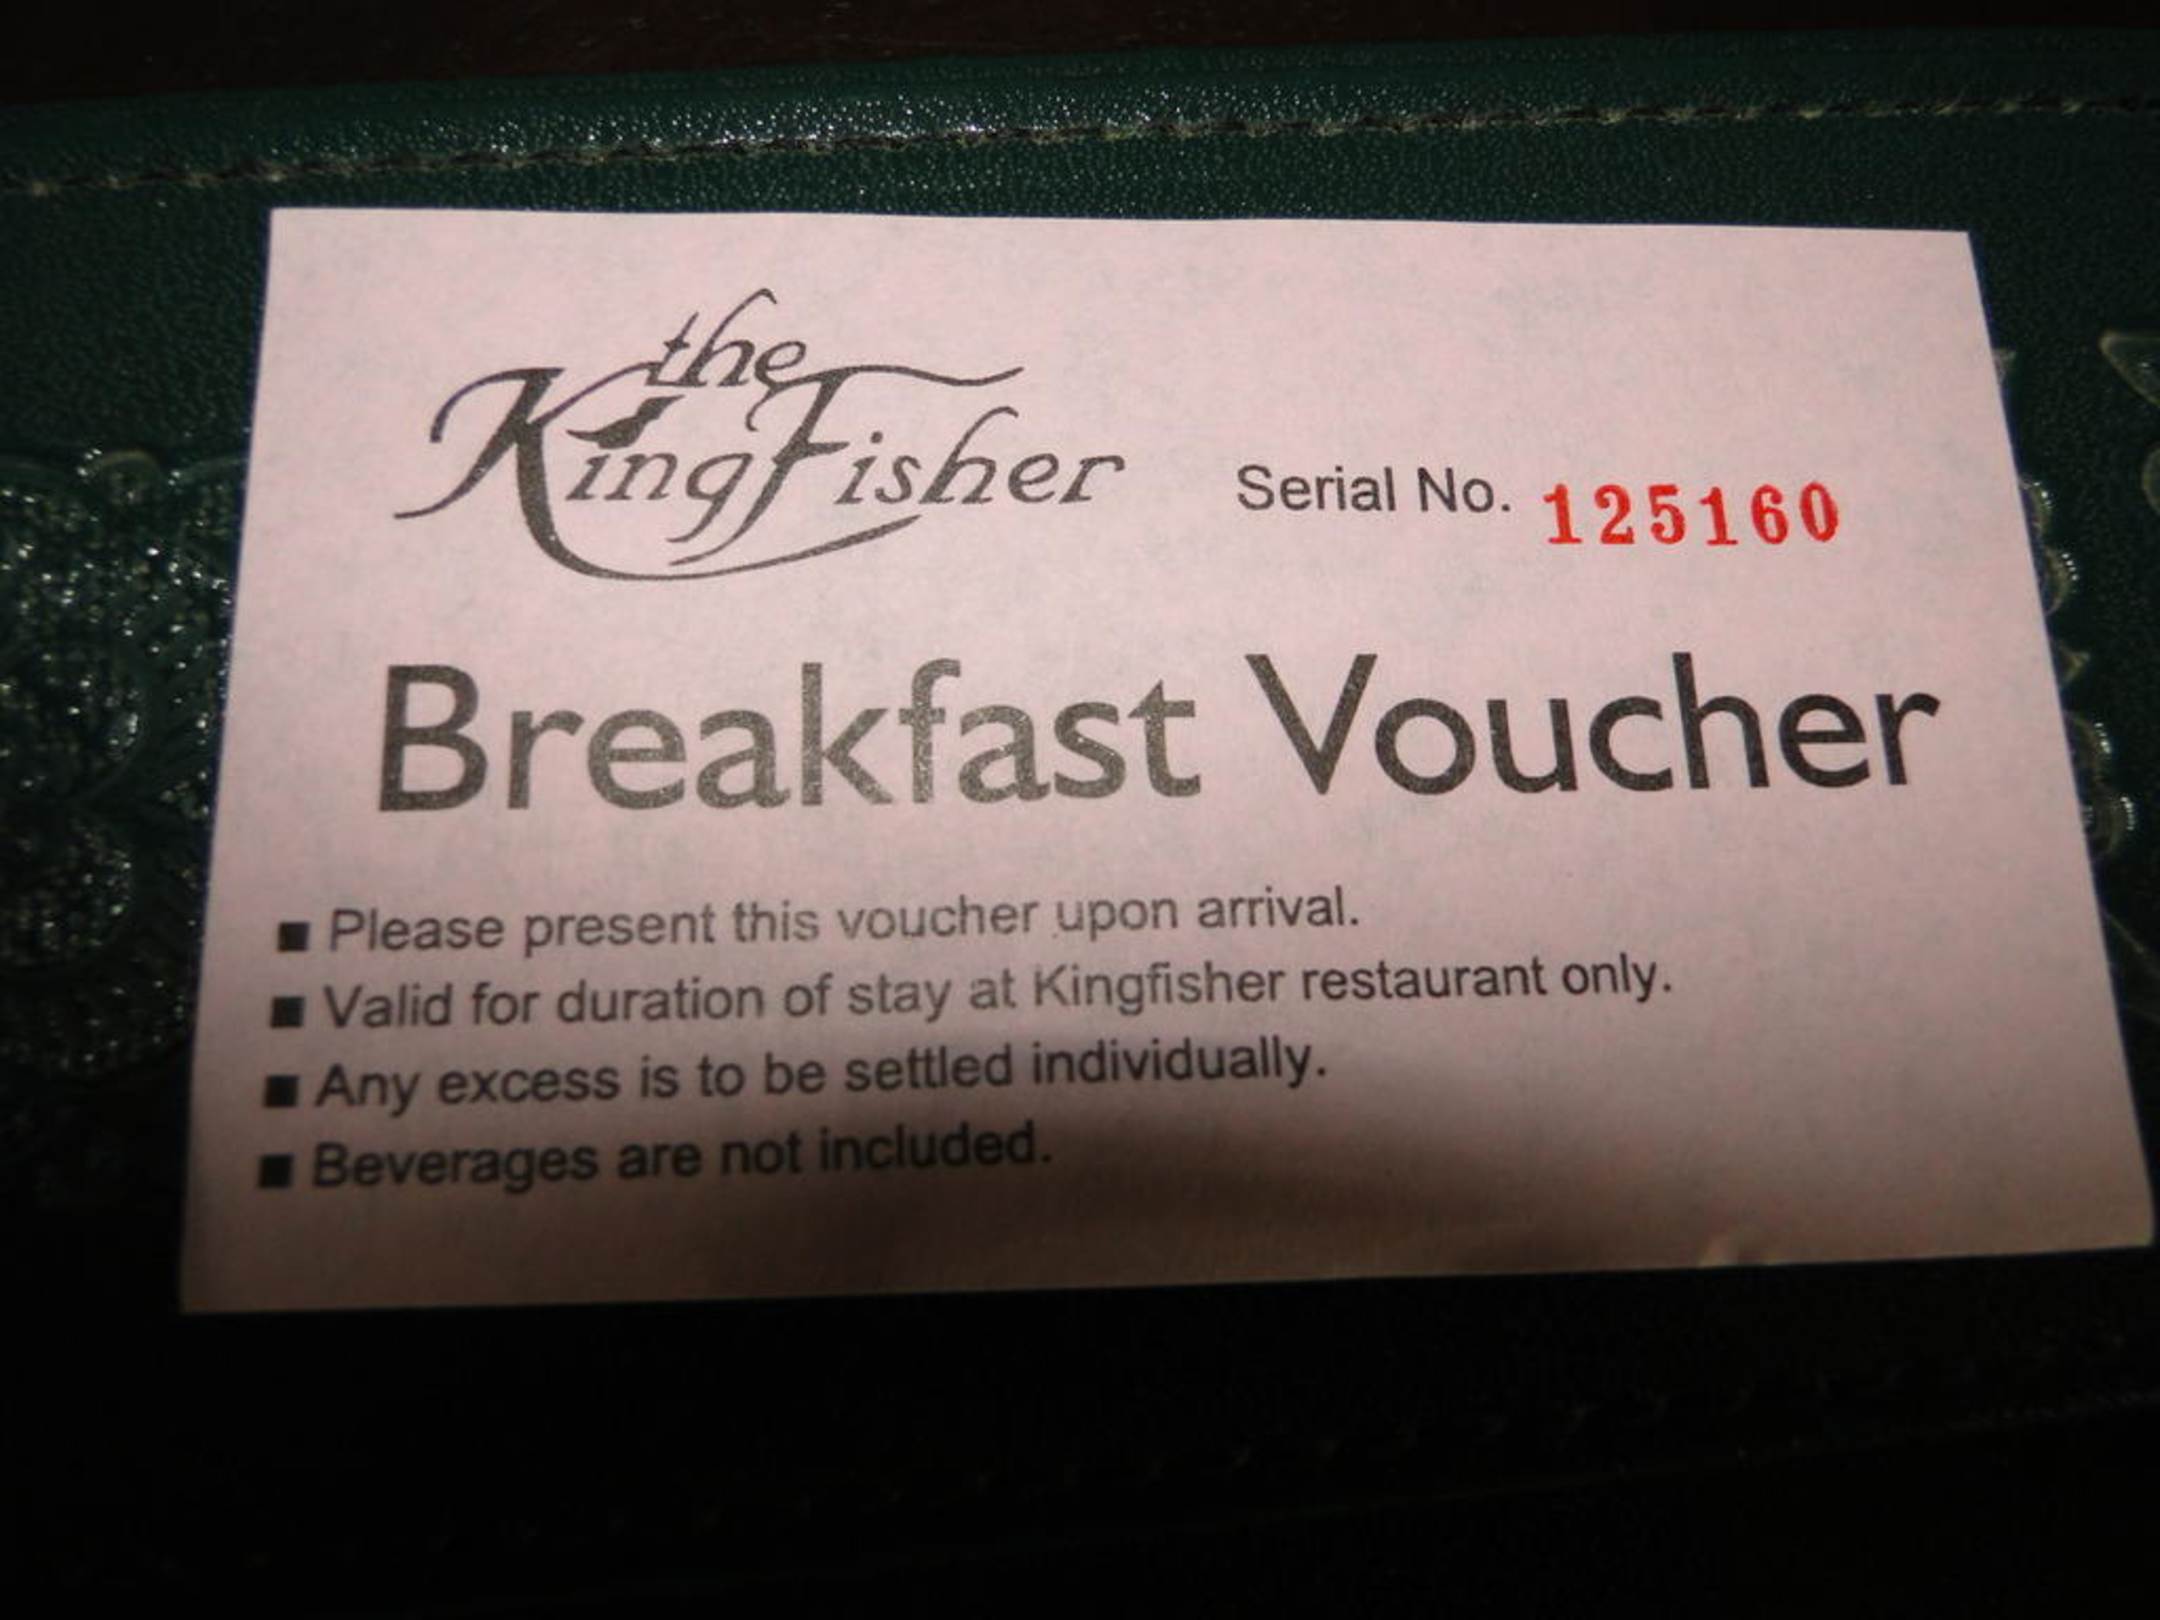 the
KingFisher
Serial No. 125160
Breakfast Voucher
■ Please present this voucher upon arrival.
■ Valid for duration of stay at Kingfisher restaurant only.
■ Any excess is to be settled individually.
■ Beverages are not included.